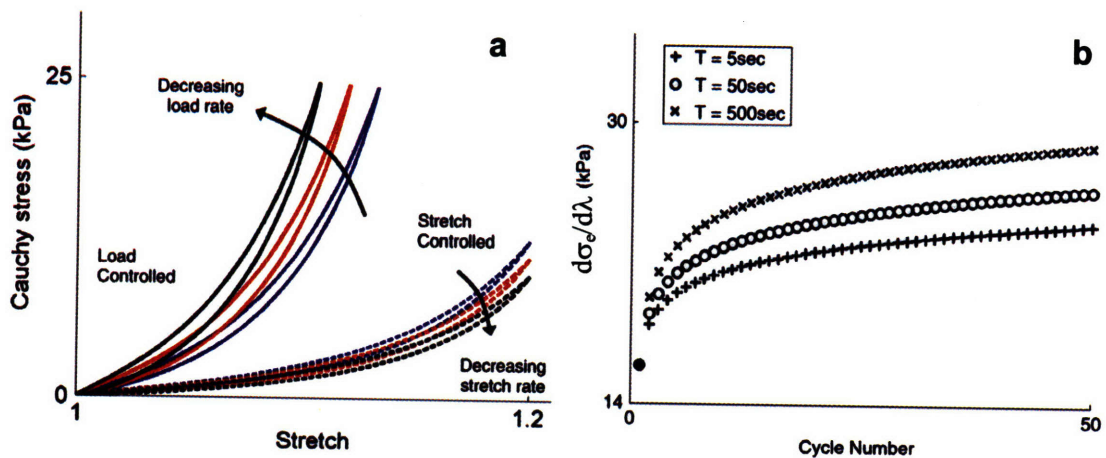 a
25
Cauchy stress (kPa)
Decreasing
load rate
Load
Controlled
Stretch
Controlled
Decreasing
stretch rate
0
1
1.2
Stretch
b
+ T = 5sec
o T = 50sec
× T = 500sec
30
dσₑ/dλ (kPa)
14
0
50
Cycle Number